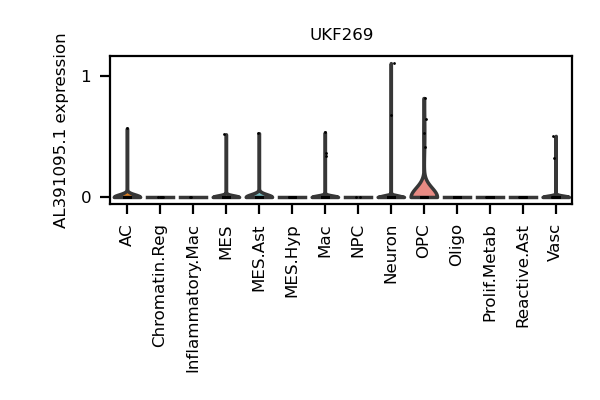 UKF269
AL391095.1 expression
1
0
AC
Chromatin.Reg
Inflammatory.Mac
MES
MES.Ast
MES.Hyp
Mac
NPC
Neuron
OPC
Oligo
Prolif.Metab
Reactive.Ast
Vasc